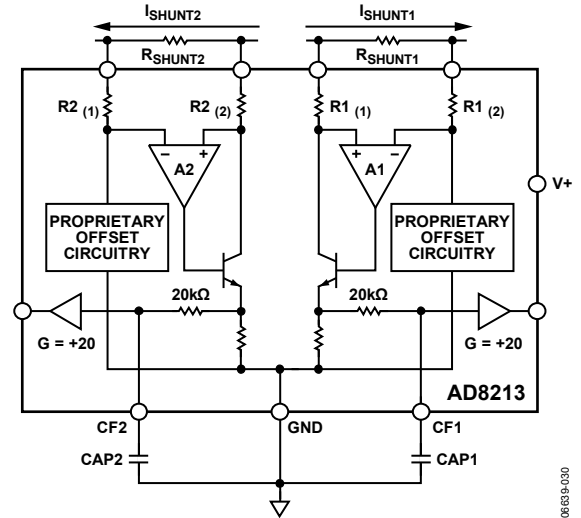 ISHUNT2 ISHUNT1
RSHUNT2 RSHUNT1
R2 (1) R2 (2) R1 (1) R1 (2)
− + + −
A2 A1
V+
PROPRIETARY PROPRIETARY
OFFSET OFFSET
CIRCUITRY CIRCUITRY
20kΩ 20kΩ
G = +20 G = +20
AD8213
CF2 GND CF1
CAP2 CAP1
06639-030